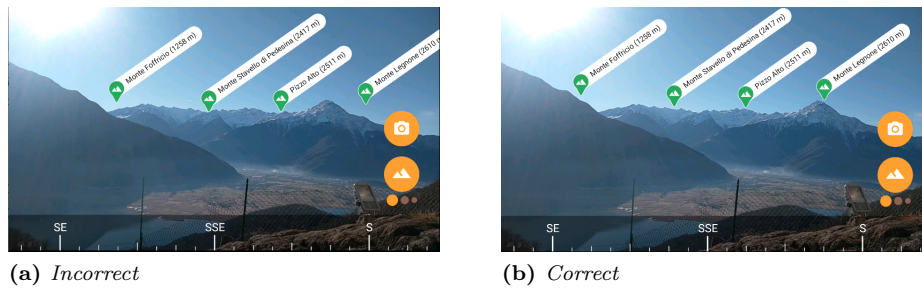 Monte Foffricio (1258 m)
Monte Stavello di Pedesina (2417 m)
Pizzo Alto (2511 m)
Monte Legnone (2610 m)
SE
SSE
S
Monte Foffricio (1258 m)
Monte Stavello di Pedesina (2417 m)
Pizzo Alto (2511 m)
Monte Legnone (2610 m)
SE
SSE
S
(a) Incorrect
(b) Correct